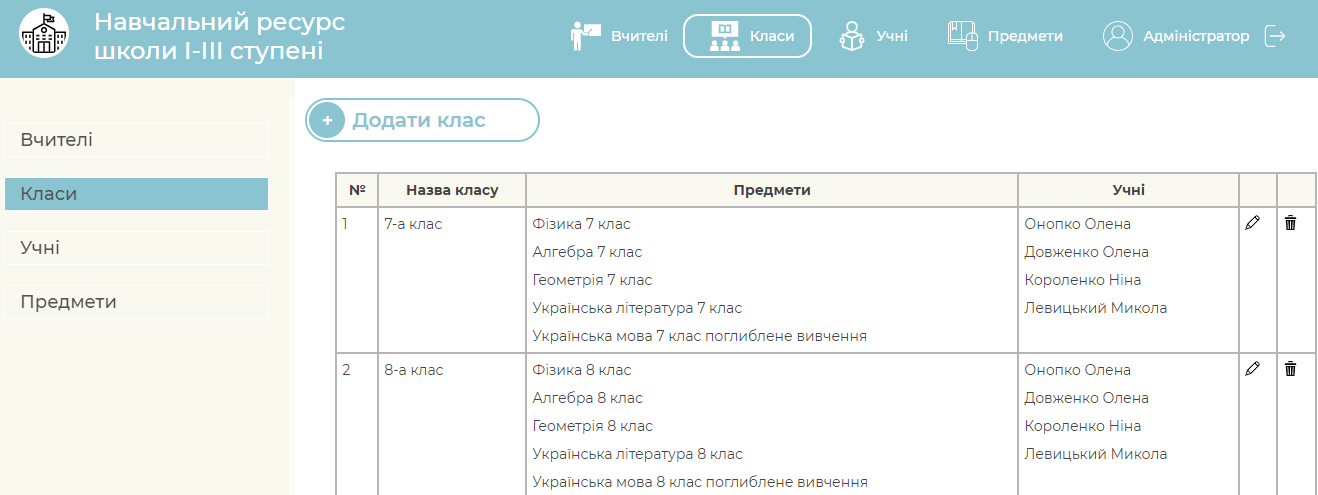 Навчальний ресурс
школи І-ІІІ ступені
Вчителі
Класи
Учні
Предмети
Адміністратор
Вчителі
Класи
Учні
Предмети
+ Додати клас
№ Назва класу Предмети Учні
1 7-а клас Фізика 7 клас Онопко Олена
Алгебра 7 клас Довженко Олена
Геометрія 7 клас Короленко Ніна
Українська література 7 клас Левицький Микола
Українська мова 7 клас поглиблене вивчення
2 8-а клас Фізика 8 клас Онопко Олена
Алгебра 8 клас Довженко Олена
Геометрія 8 клас Короленко Ніна
Українська література 8 клас Левицький Микола
Українська мова 8 клас поглиблене вивчення